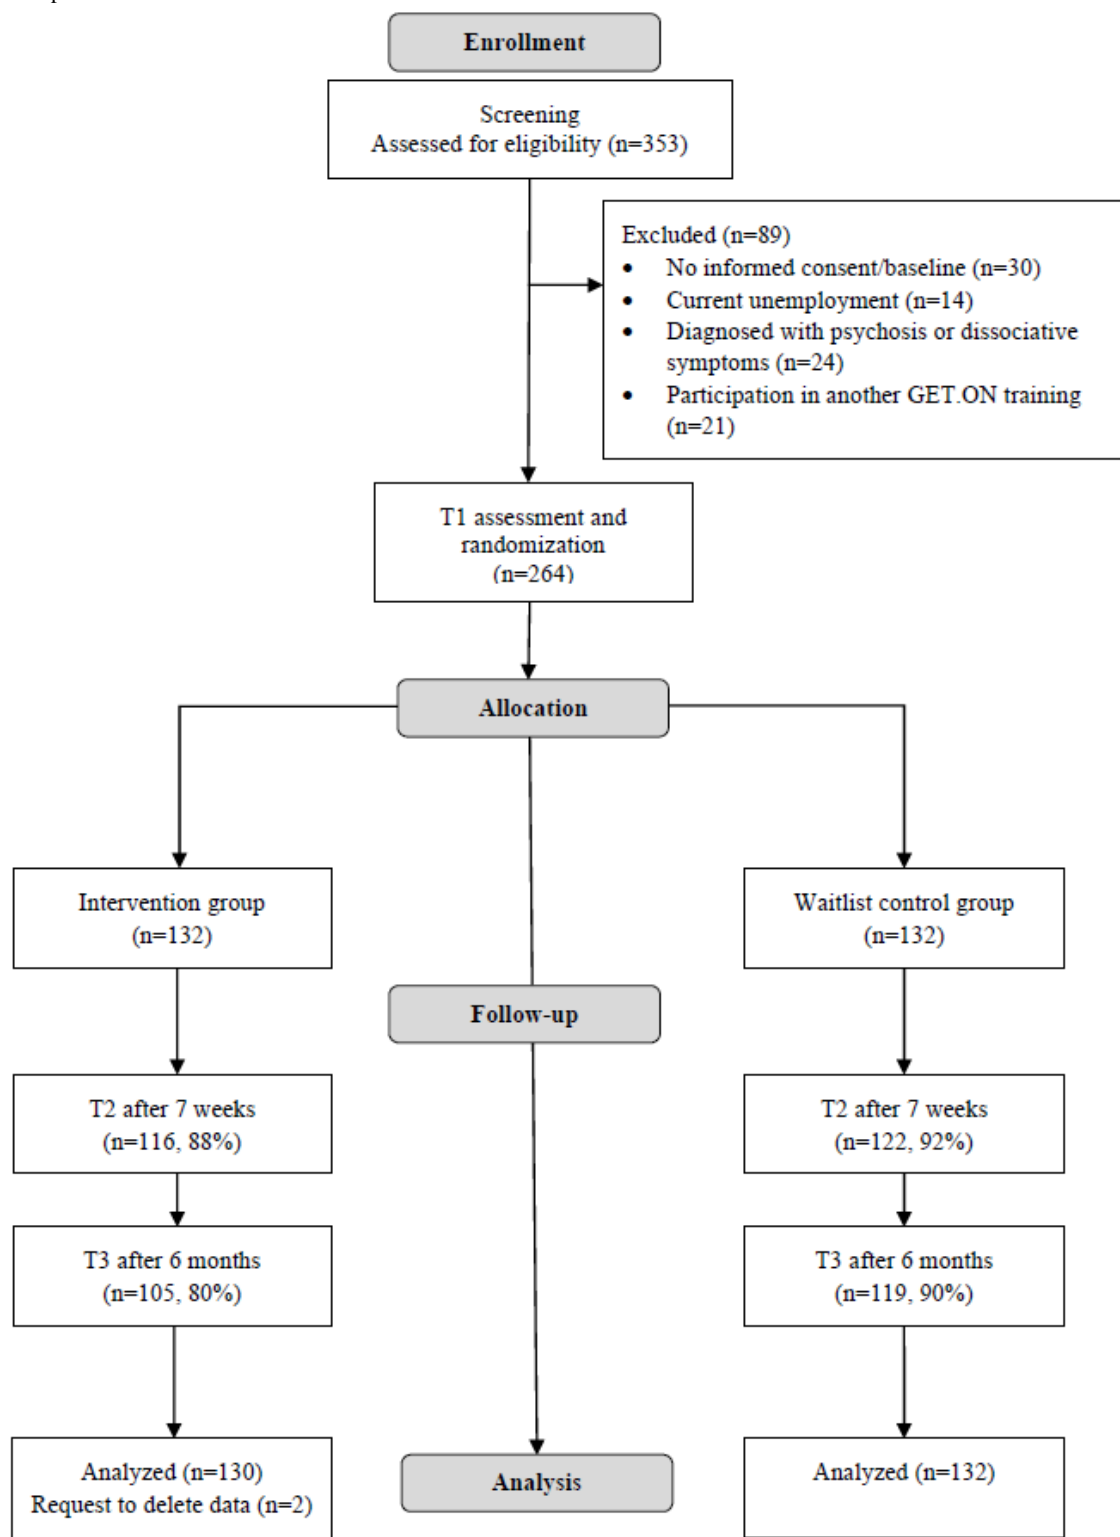 Enrollment
Screening
Assessed for eligibility (n=353)
Excluded (n=89)
• No informed consent/baseline (n=30)
• Current unemployment (n=14)
• Diagnosed with psychosis or dissociative
symptoms (n=24)
• Participation in another GET.ON training
(n=21)
T1 assessment and
randomization
(n=264)
Allocation
Intervention group
(n=132)
Waitlist control group
(n=132)
Follow-up
T2 after 7 weeks
(n=116, 88%)
T2 after 7 weeks
(n=122, 92%)
T3 after 6 months
(n=105, 80%)
T3 after 6 months
(n=119, 90%)
Analyzed (n=130)
Request to delete data (n=2)
Analysis
Analyzed (n=132)